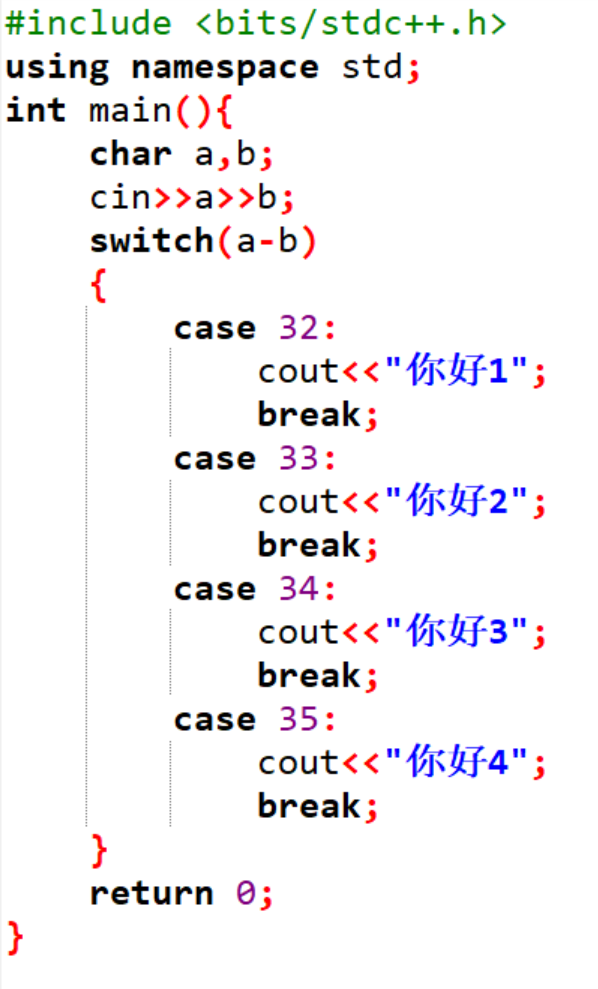 #include <bits/stdc++.h>
using namespace std;
int main(){
    char a,b;
    cin>>a>>b;
    switch(a-b)
    {
        case 32:
            cout<<"你好1";
            break;
        case 33:
            cout<<"你好2";
            break;
        case 34:
            cout<<"你好3";
            break;
        case 35:
            cout<<"你好4";
            break;
    }
    return 0;
}